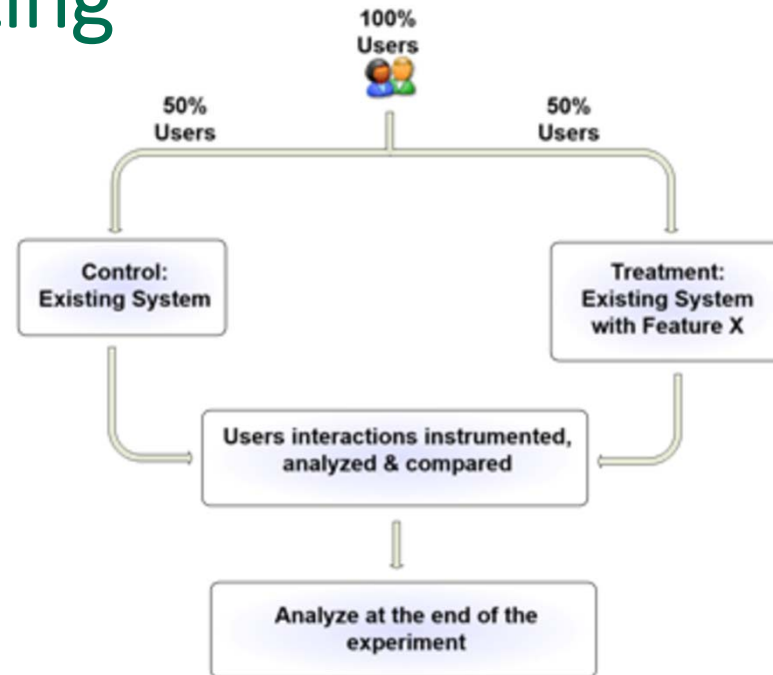 100%
Users
50%
Users
50%
Users
Control:
Existing System
Treatment:
Existing System
with Feature X
Users interactions instrumented,
analyzed & compared
Analyze at the end of the
experiment